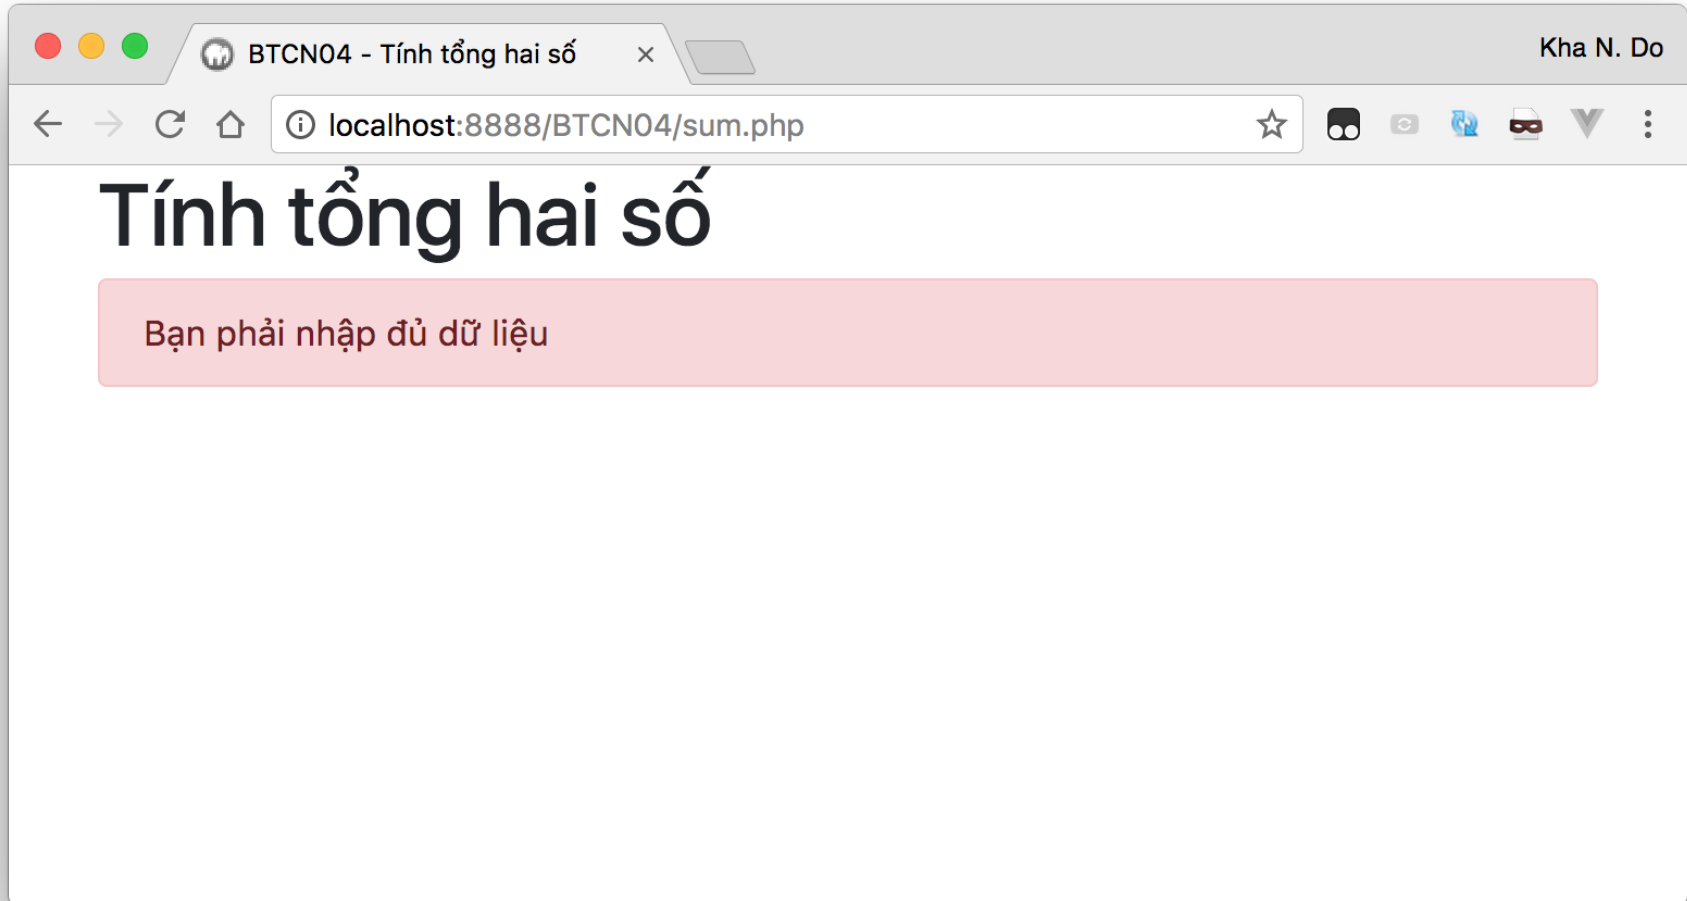 BTCN04 - Tính tổng hai số
Kha N. Do
localhost:8888/BTCN04/sum.php
Tính tổng hai số
Bạn phải nhập đủ dữ liệu